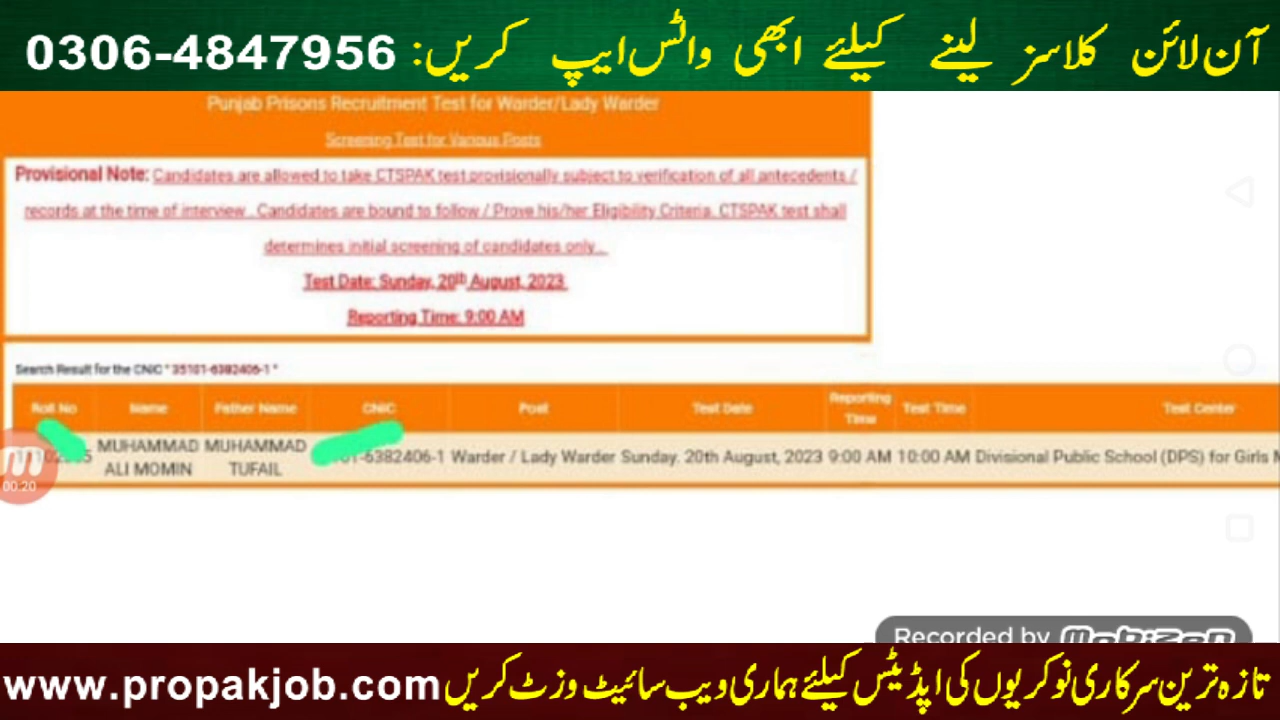 آن لائن کلاسز لینے کیلئے ابھی واٹس ایپ کریں: 0306-4847956
Punjab Prisons Recruitment Test for Warder/Lady Warder
Screening Test for Various Posts
Provisional Note: Candidates are allowed to take CTSPAK test provisionally subject to verification of all antecedents /
records at the time of interview . Candidates are bound to follow / Prove his/her Eligibility Criteria. CTSPAK test shall
determines initial screening of candidates only .
Test Date: Sunday, 20th August, 2023
Reporting Time: 9:00 AM
Search Result for the CNIC " 35101-6382406-1 "
Roll No Name Father Name CNIC Post Test Date Reporting Time Test Time Test Center
MUHAMMAD ALI MOMIN MUHAMMAD TUFAIL -6382406-1 Warder / Lady Warder Sunday. 20th August, 2023 9:00 AM 10:00 AM Divisional Public School (DPS) for Girls
00:20
Recorded by Mobizen
تازہ ترین سرکاری نوکریوں کی اپڈیٹس کیلئے ہماری ویب سائیٹ وزٹ کریں www.propakjob.com